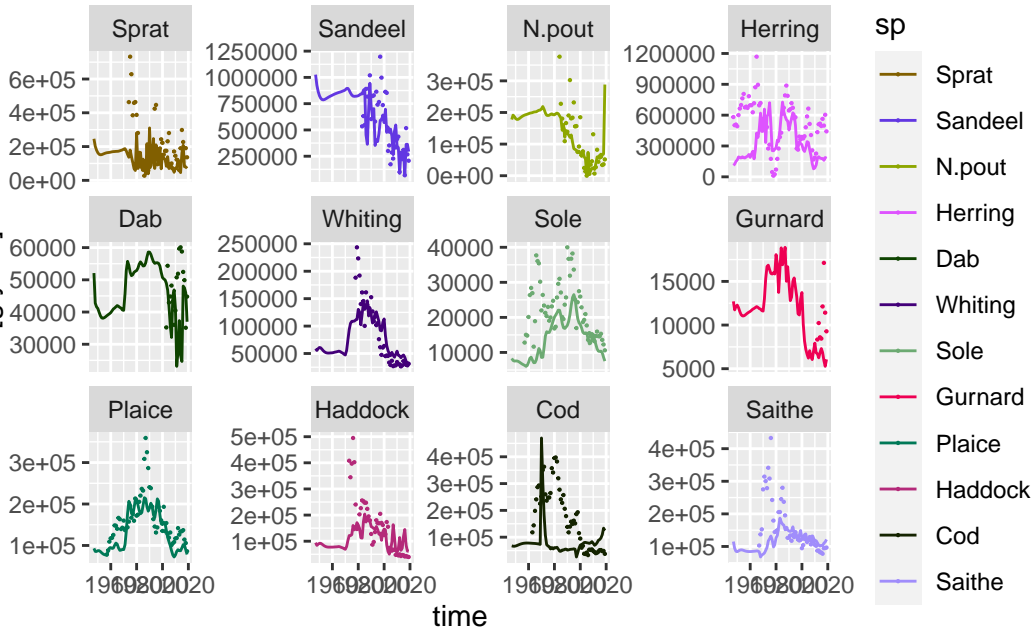 Sprat
Sandeel
N.pout
Herring
sp
6e+05
4e+05
2e+05
0e+00
1250000
1000000
750000
500000
250000
3e+05
2e+05
1e+05
0e+00
1200000
900000
600000
300000
0
Dab
Whiting
Sole
Gurnard
60000
50000
40000
30000
250000
200000
150000
100000
50000
40000
30000
20000
10000
15000
10000
5000
Plaice
Haddock
Cod
Saithe
3e+05
2e+05
1e+05
5e+05
4e+05
3e+05
2e+05
1e+05
4e+05
3e+05
2e+05
1e+05
4e+05
3e+05
2e+05
1e+05
time
Sprat
Sandeel
N.pout
Herring
Dab
Whiting
Sole
Gurnard
Plaice
Haddock
Cod
Saithe